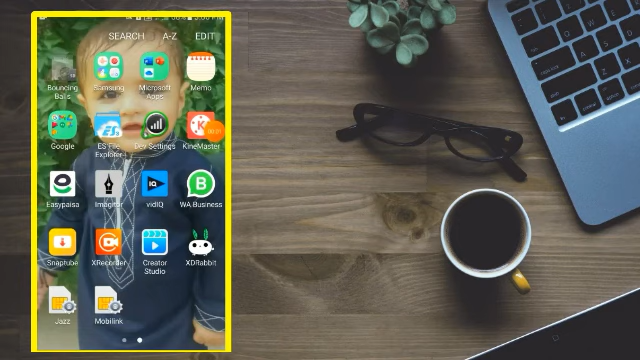 SEARCH A-Z EDIT
Bouncing Balls
Samsung
Microsoft Apps
Memo
Google
ES File Explorer
Dev Settings
KineMaster
Easypaisa
Imagitor
vidIQ
WA Business
Snaptube
XRecorder
Creator Studio
XDRabbit
Jazz
Mobilink